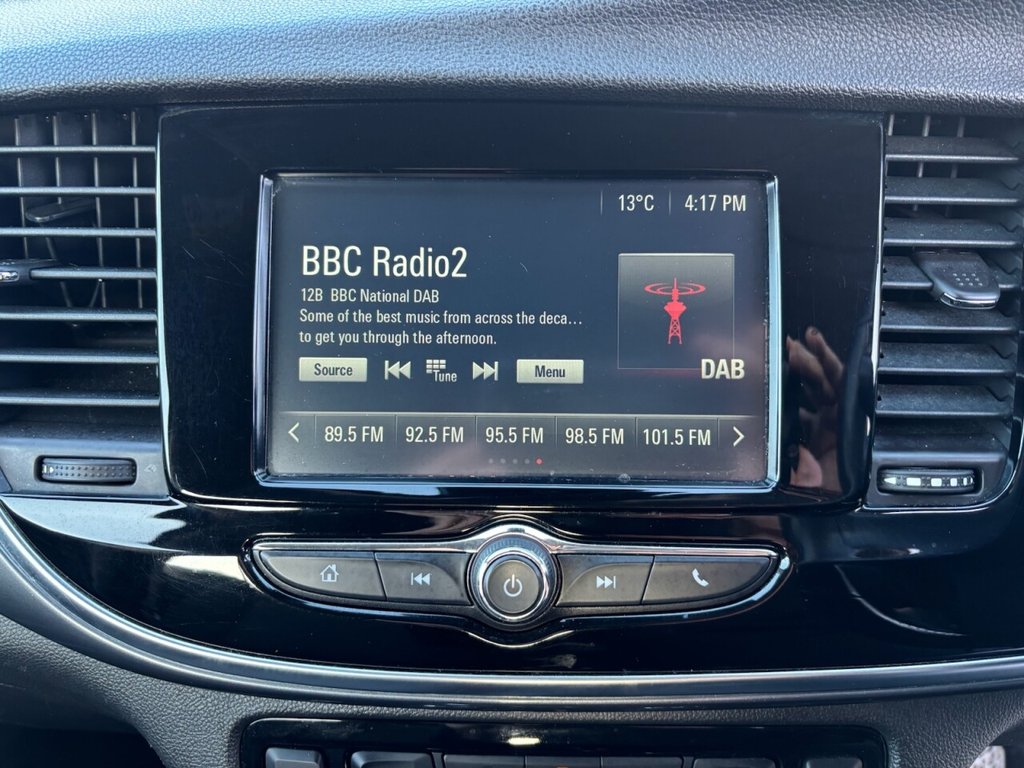 13°C 4:17 PM
BBC Radio2
12B BBC National DAB
Some of the best music from across the deca...
to get you through the afternoon.
Source Tune Menu
DAB
89.5 FM 92.5 FM 95.5 FM 98.5 FM 101.5 FM